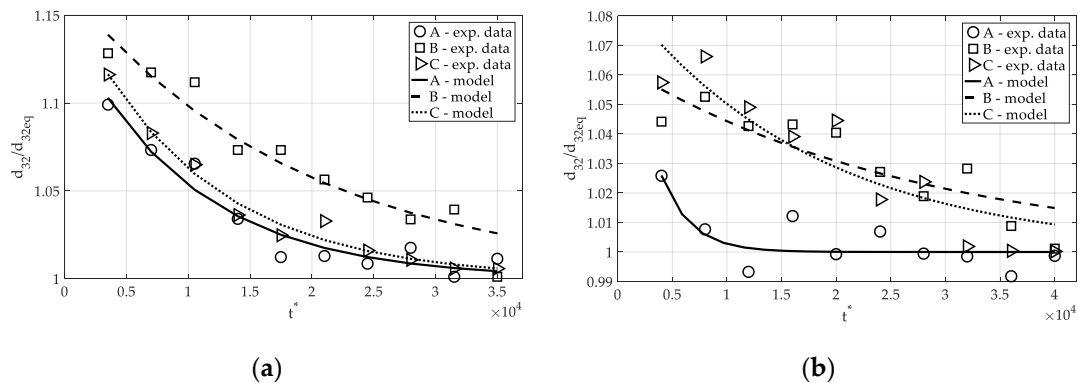 (a)
(b)
1.15
1.1
1.05
1
d32/d32eq
0 0.5 1 1.5 2 2.5 3 3.5
t*
×10^4
A - exp. data
B - exp. data
C - exp. data
A - model
B - model
C - model
1.08
1.07
1.06
1.05
1.04
1.03
1.02
1.01
1
0.99
d32/d32eq
0 0.5 1 1.5 2 2.5 3 3.5 4
t*
×10^4
A - exp. data
B - exp. data
C - exp. data
A - model
B - model
C - model
(a)
(b)